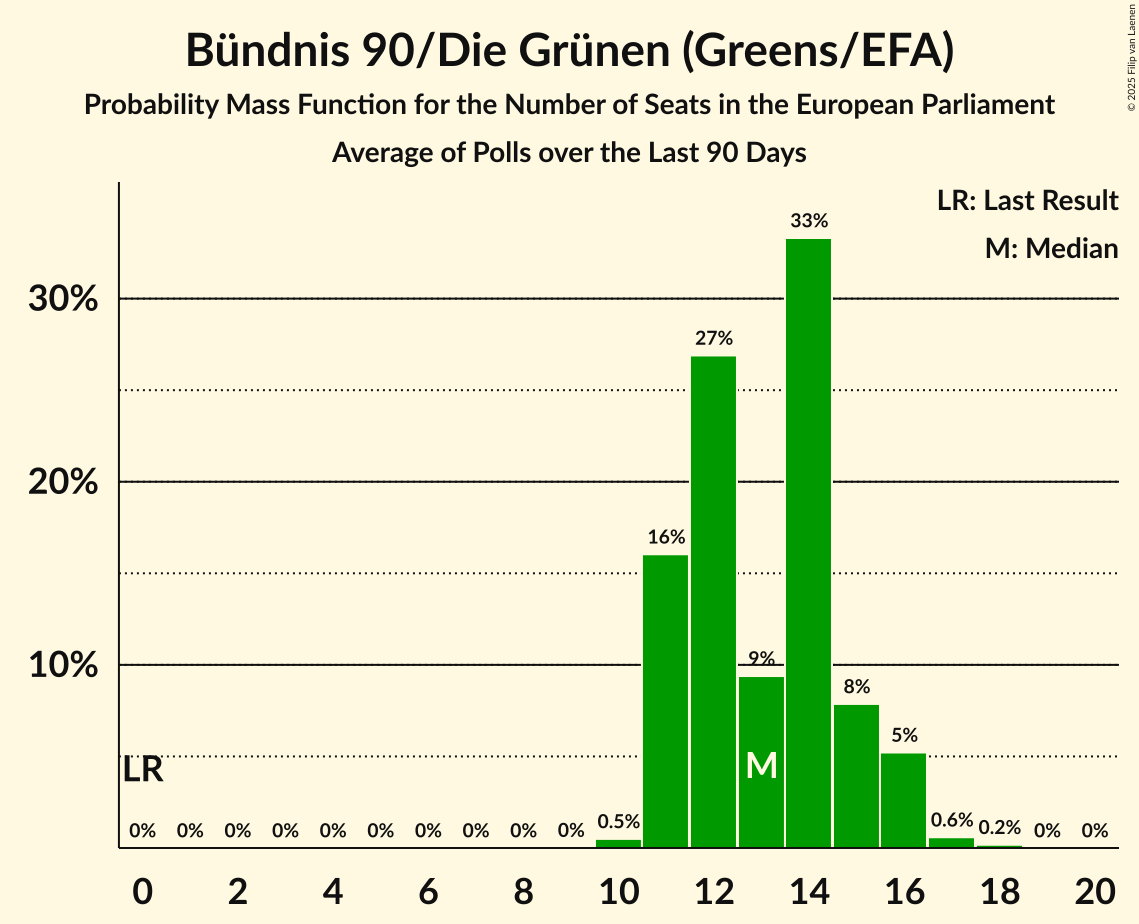 Bündnis 90/Die Grünen (Greens/EFA)
Probability Mass Function for the Number of Seats in the European Parliament
Average of Polls over the Last 90 Days
© 2025 Filip van Laenen
LR: Last Result
M: Median
30%
20%
10%
LR
M
0% 0% 0% 0% 0% 0% 0% 0% 0% 0% 0.5% 16% 27% 9% 33% 8% 5% 0.6% 0.2% 0% 0%
0 2 4 6 8 10 12 14 16 18 20